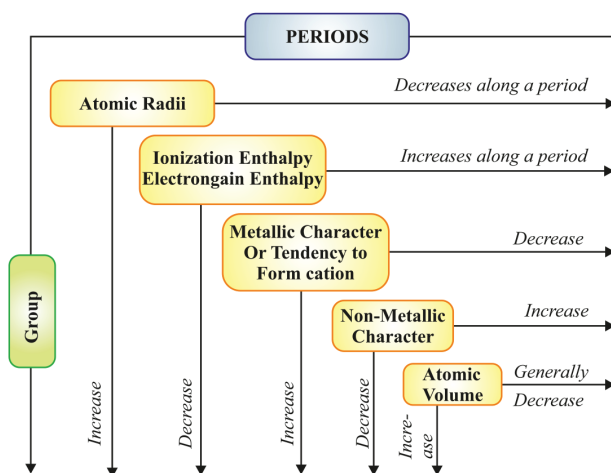 PERIODS
Decreases along a period
Atomic Radii
Ionization Enthalpy
Electrongain Enthalpy
Increases along a period
Metallic Character
Or Tendency to
Form cation
Decrease
Group
Non-Metallic
Character
Increase
Atomic
Volume
Generally
Decrease
Increase
Decrease
Increase
Decrease
Incre-
ase